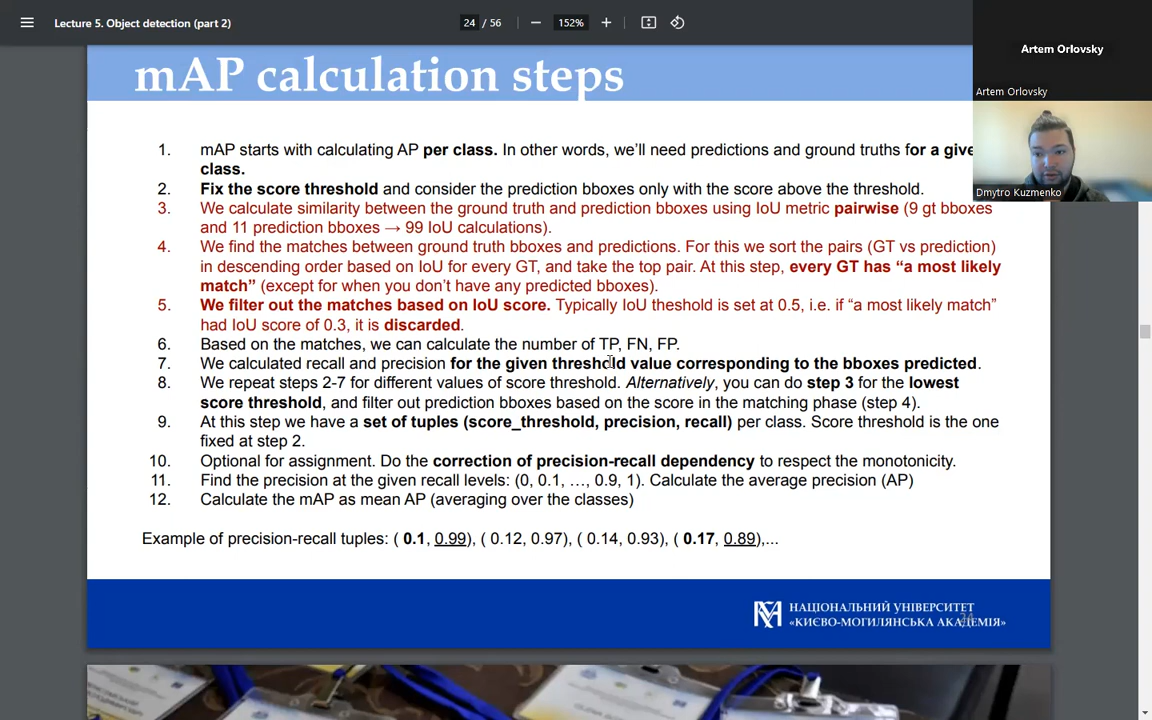 Lecture 5. Object detection (part 2)
24 / 56
152%
Artem Orlovsky
Artem Orlovsky
Dmytro Kuzmenko
mAP calculation steps
1. mAP starts with calculating AP per class. In other words, we'll need predictions and ground truths for a give
class.
2. Fix the score threshold and consider the prediction bboxes only with the score above the threshold.
3. We calculate similarity between the ground truth and prediction bboxes using IoU metric pairwise (9 gt bboxes
and 11 prediction bboxes → 99 IoU calculations).
4. We find the matches between ground truth bboxes and predictions. For this we sort the pairs (GT vs prediction)
in descending order based on IoU for every GT, and take the top pair. At this step, every GT has “a most likely
match” (except for when you don't have any predicted bboxes).
5. We filter out the matches based on IoU score. Typically IoU theshold is set at 0.5, i.e. if “a most likely match”
had IoU score of 0.3, it is discarded.
6. Based on the matches, we can calculate the number of TP, FN, FP.
7. We calculated recall and precision for the given threshold value corresponding to the bboxes predicted.
8. We repeat steps 2-7 for different values of score threshold. Alternatively, you can do step 3 for the lowest
score threshold, and filter out prediction bboxes based on the score in the matching phase (step 4).
9. At this step we have a set of tuples (score_threshold, precision, recall) per class. Score threshold is the one
fixed at step 2.
10. Optional for assignment. Do the correction of precision-recall dependency to respect the monotonicity.
11. Find the precision at the given recall levels: (0, 0.1, …, 0.9, 1). Calculate the average precision (AP)
12. Calculate the mAP as mean AP (averaging over the classes)
Example of precision-recall tuples: ( 0.1, 0.99), ( 0.12, 0.97), ( 0.14, 0.93), ( 0.17, 0.89),...
НАЦІОНАЛЬНИЙ УНІВЕРСИТЕТ
«КИЄВО-МОГИЛЯНСЬКА АКАДЕМІЯ»
24